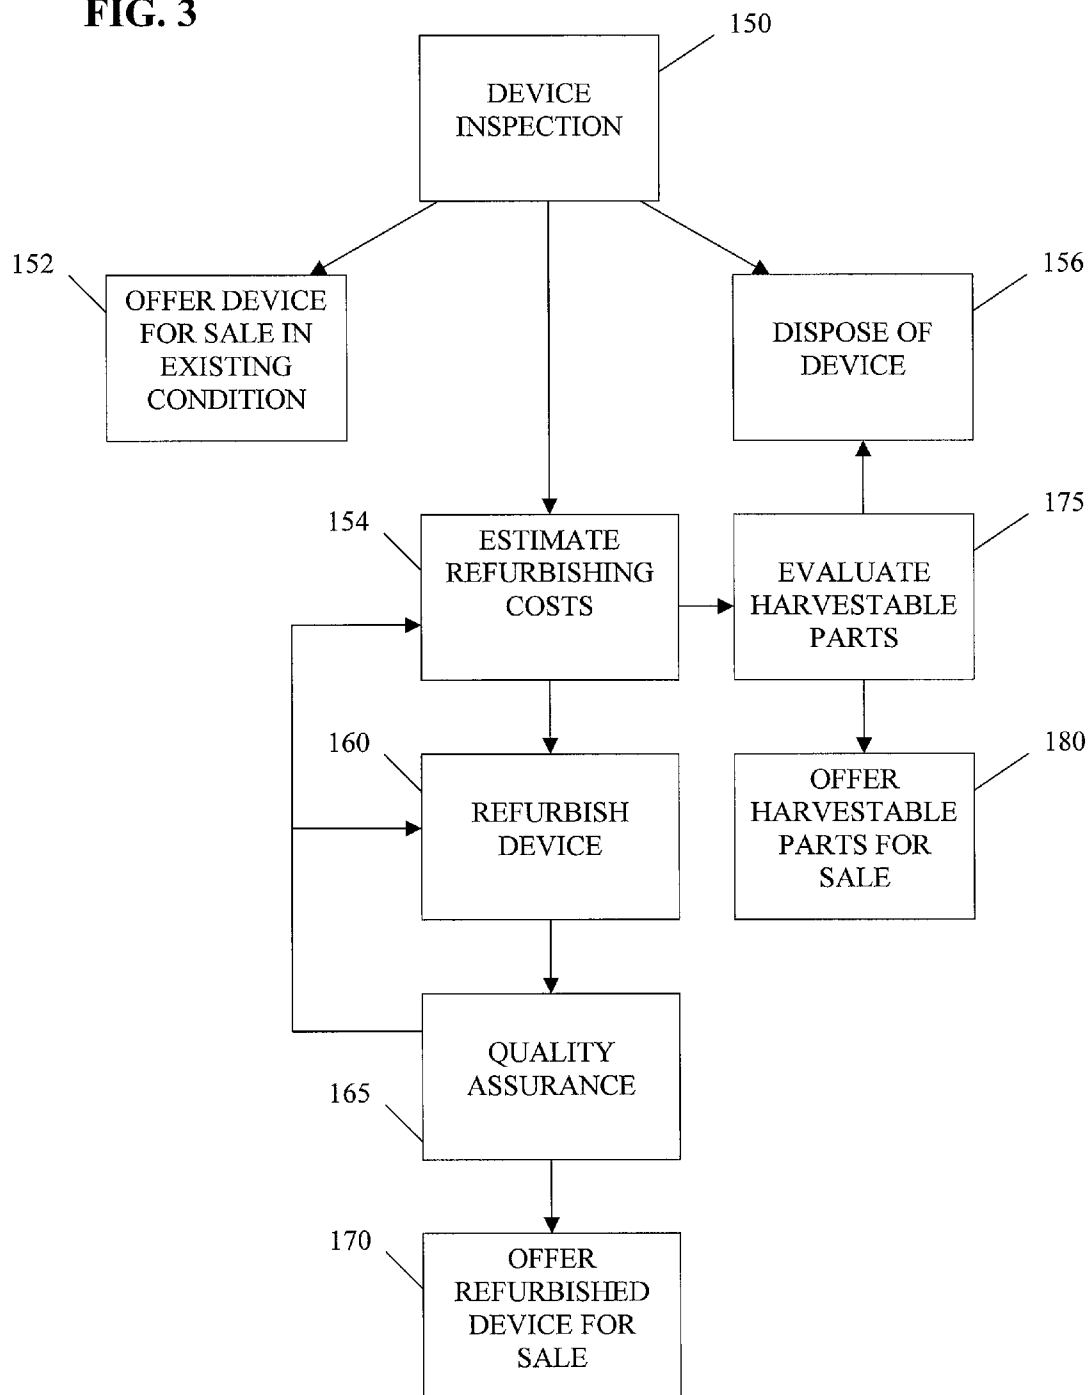 FIG. 3
150
DEVICE
INSPECTION
152
OFFER DEVICE
FOR SALE IN
EXISTING
CONDITION
156
DISPOSE OF
DEVICE
154
ESTIMATE
REFURBISHING
COSTS
175
EVALUATE
HARVESTABLE
PARTS
160
REFURBISH
DEVICE
180
OFFER
HARVESTABLE
PARTS FOR
SALE
165
QUALITY
ASSURANCE
170
OFFER
REFURBISHED
DEVICE FOR
SALE